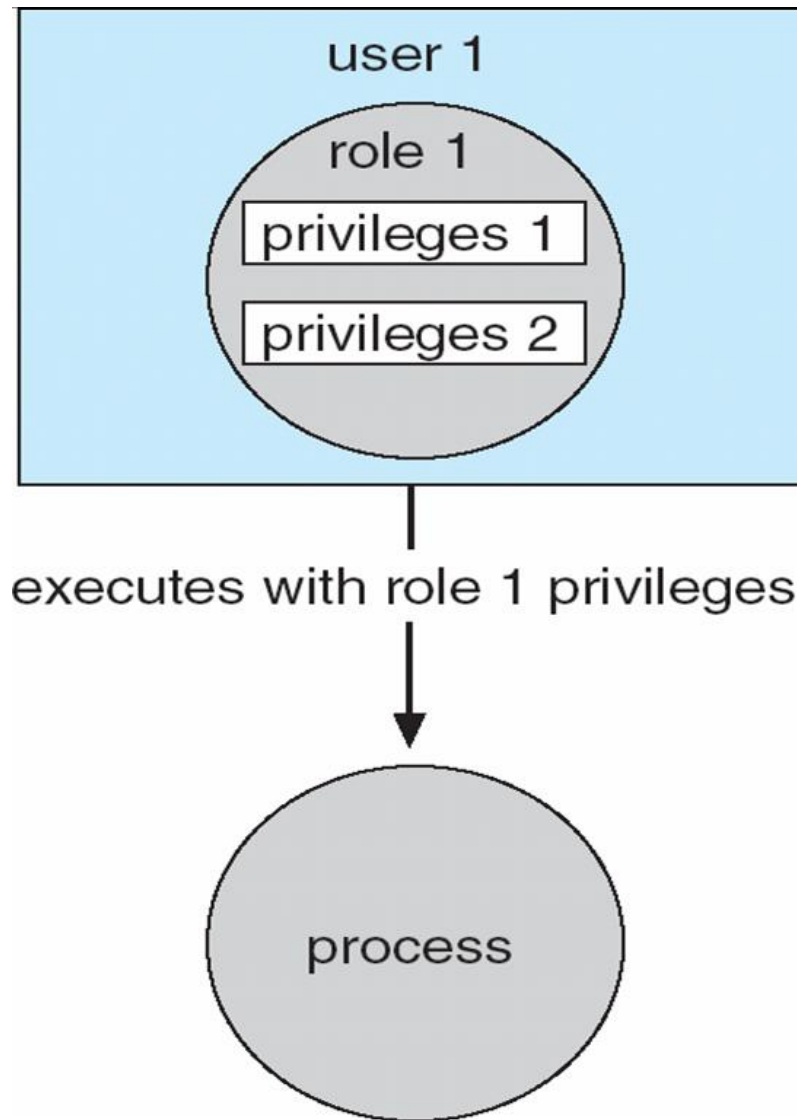 user 1
role 1
privileges 1
privileges 2
executes with role 1 privileges
process